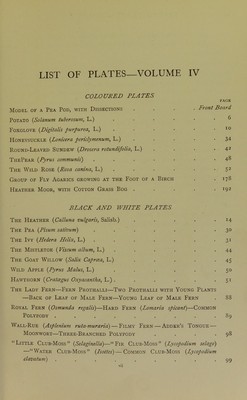 LIST OF PLATES—VOLUME IV
COLOURED PLATES
PAGE
Model of a Pea Pod, with Dissections . . . . Front Board
Potato (Solanum tuberosum, L.) . . . . 6
Foxglove (Digitalis purpurea, L.) . . . . 10
Honeysuckle (Lonicera periclymenum, L.) . . . . 34
Round-Leaved Sundew (Drosera rotundifolia, L.) . . . . 42
The Pear (Pyrus communis) . . . . 48
The Wild Rose (Rosa canina, L.) . . . . 52
Group of Fly Agarics growing at the Foot of a Birch . . . . 178
Heather Moor, with Cotton Grass Bog . . . . 192
BLACK AND WHITE PLATES
The Heather (Calluna vulgaris, Salisb.) . . . . 14
The Pea (Pisum sativum) . . . . 30
The Ivy (Hedera Helix, L.) . . . . 31
The Mistletoe (Viscum album, L.) . . . . 44
The Goat Willow (Salix Caprea, L.) . . . . 45
Wild Apple (Pyrus Malus, L.) . . . . 50
Hawthorn (Crataegus Oxyacantha, L.) . . . . 51
The Lady Fern—Fern Prothalli—Two Prothalli with Young Plants
—Back of Leaf of Male Fern—Young Leaf of Male Fern . 88
Royal Fern (Osmunda regalis)—Hard Fern (Lomaria spicant)—Common
Polypody . . . . 89
Wall-Rue (Asplenium ruta-muraria)—Filmy Fern—Adder's Tongue—
Moonwort—Three-Branched Polypody . . . . 98
"Little Club-Moss" (Selaginella)—"Fir Club-Moss" (Lycopodium selago)
—"Water Club-Moss" (Isoetes)—Common Club-Moss (Lycopodium
clavatum) . . . . 99